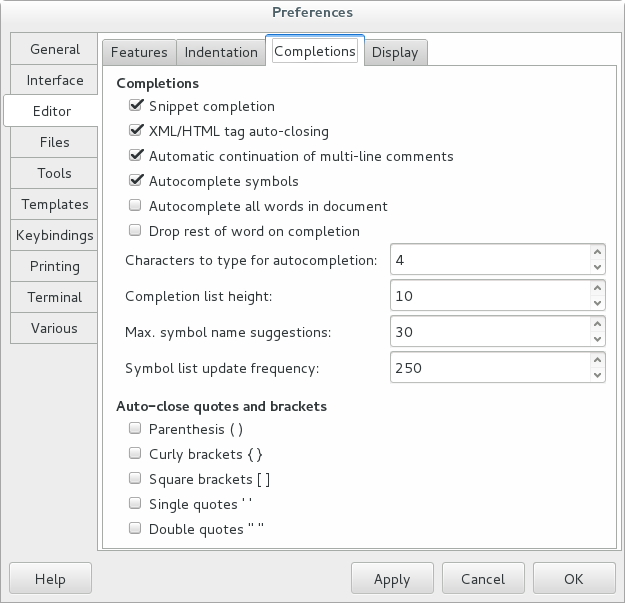 Preferences
General
Interface
Editor
Files
Tools
Templates
Keybindings
Printing
Terminal
Various
Features Indentation Completions Display
Completions
Snippet completion
XML/HTML tag auto-closing
Automatic continuation of multi-line comments
Autocomplete symbols
Autocomplete all words in document
Drop rest of word on completion
Characters to type for autocompletion: 4
Completion list height: 10
Max. symbol name suggestions: 30
Symbol list update frequency: 250
Auto-close quotes and brackets
Parenthesis ( )
Curly brackets { }
Square brackets [ ]
Single quotes ' '
Double quotes " "
Help Apply Cancel OK